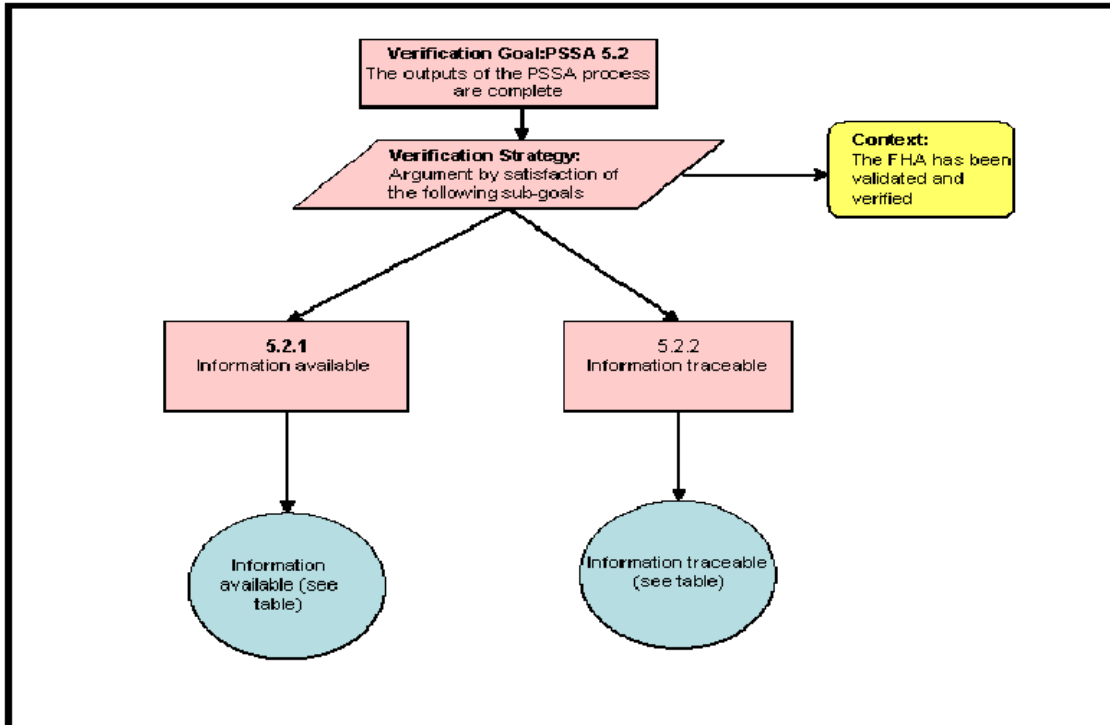 Verification Goal:PSSA 5.2
The outputs of the PSSA process
are complete
Verification Strategy:
Argument by satisfaction of
the following sub-goals
Context:
The FHA has been
validated and
verified
5.2.1
Information available
5.2.2
Information traceable
Information
available (see
table)
Information traceable
(see table)